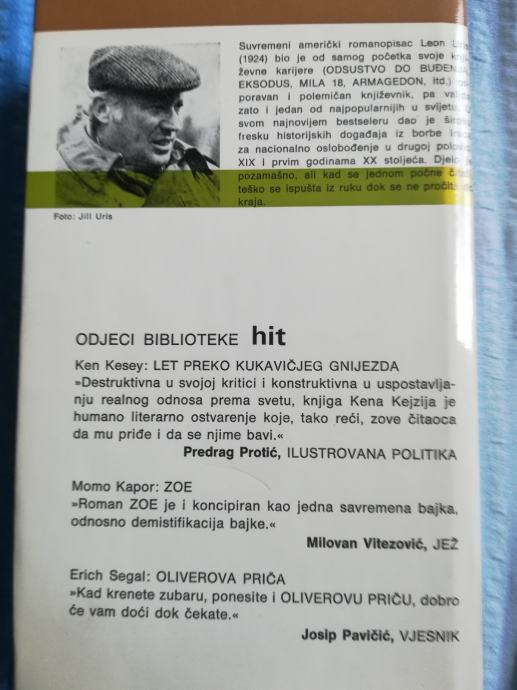 Suvremeni američki romanopisac Leon Uris
(1924) bio je od samog početka svoje knji-
ževne karijere (ODSUSTVO DO BUĐENJA,
EKSODUS, MILA 18, ARMAGEDON, itd.)
poravan i polemičan književnik, pa
zato i jedan od najpopularnijih u svijetu.
svom najnovijem bestseleru dao je
fresku historijskih događaja iz borbe
za nacionalno oslobođenje u drugoj
XIX i prvim godinama XX stoljeća. Djelo je
pozamašno, ali kad se jednom počne
teško se ispušta iz ruku dok se ne pročita
kraja.
Foto: Jill Uris
ODJECI BIBLIOTEKE hit
Ken Kesey: LET PREKO KUKAVIČJEG GNIJEZDA
»Destruktivna u svojoj kritici i konstruktivna u uspostavlja-
nju realnog odnosa prema svetu, knjiga Kena Kejzija je
humano literarno ostvarenje koje, tako reći, zove čitaoca
da mu priđe i da se njime bavi.«
Predrag Protić, ILUSTROVANA POLITIKA
Momo Kapor: ZOE
»Roman ZOE je i koncipiran kao jedna savremena bajka,
odnosno demistifikacija bajke.«
Milovan Vitezović, JEŽ
Erich Segal: OLIVEROVA PRIČA
»Kad krenete zubaru, ponesite i OLIVEROVU PRIČU, dobro
će vam doći dok čekate.«
Josip Pavičić, VJESNIK